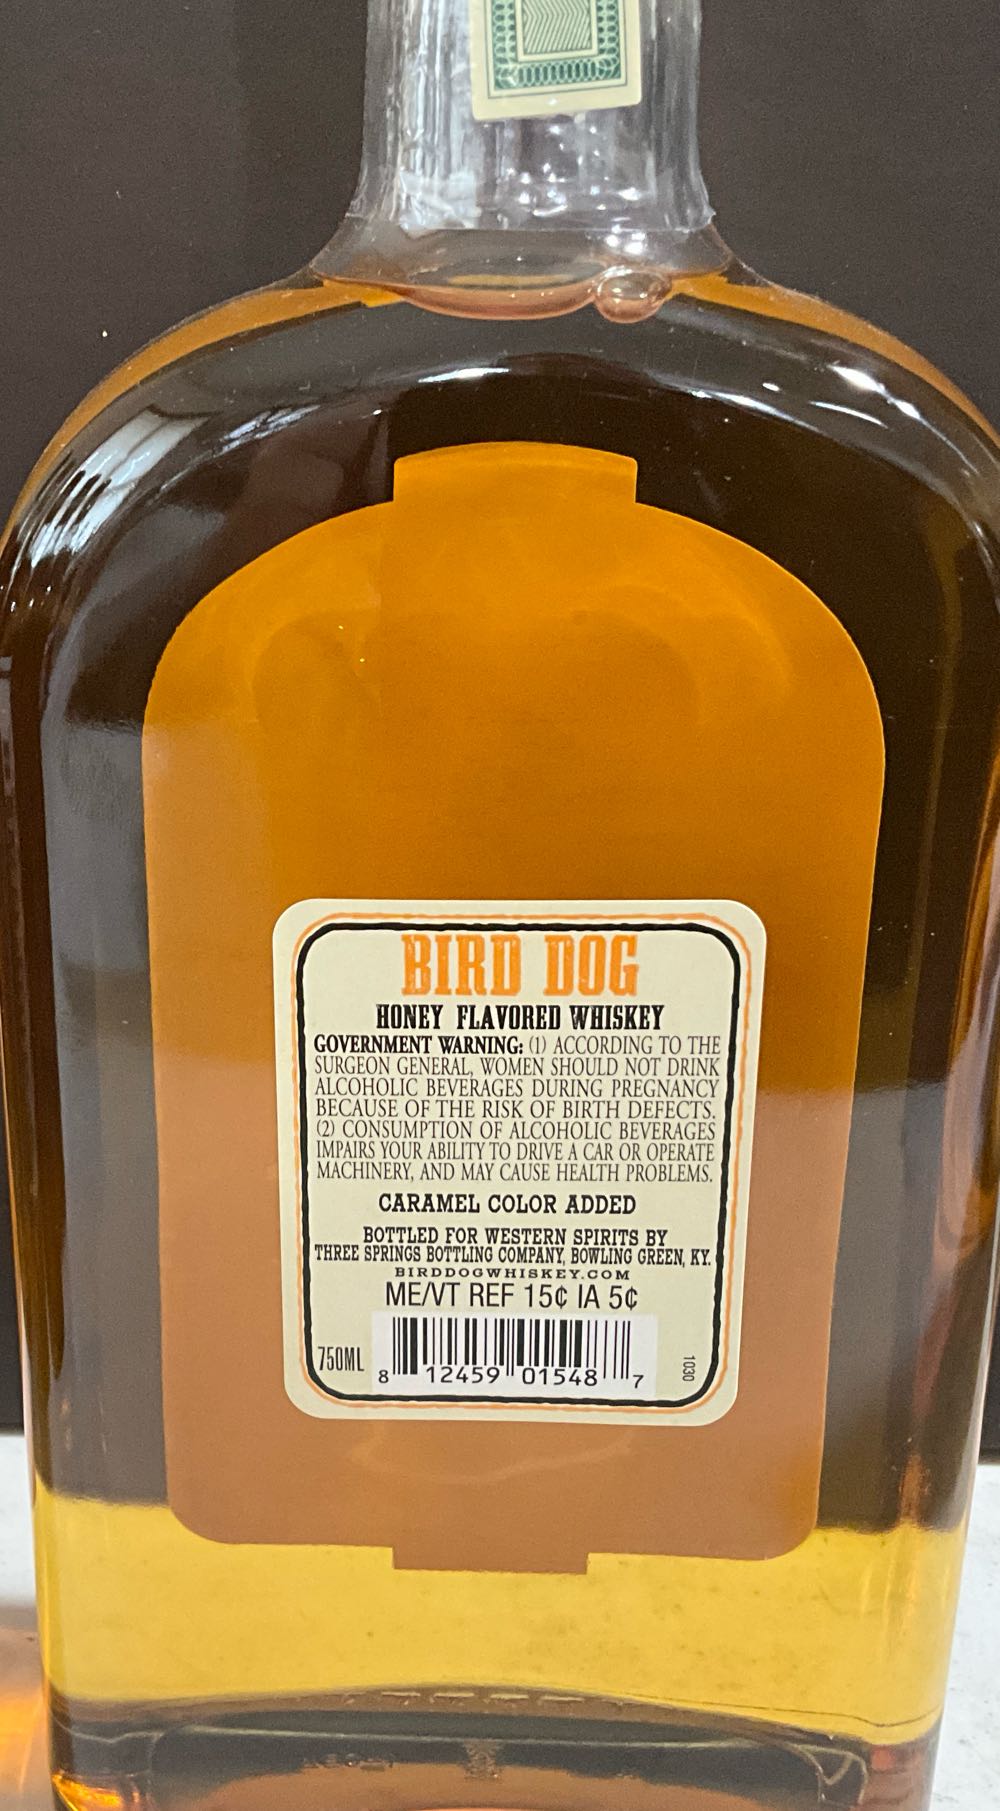 BIRD DOG
HONEY FLAVORED WHISKEY
GOVERNMENT WARNING: (1) ACCORDING TO THE
SURGEON GENERAL, WOMEN SHOULD NOT DRINK
ALCOHOLIC BEVERAGES DURING PREGNANCY
BECAUSE OF THE RISK OF BIRTH DEFECTS.
(2) CONSUMPTION OF ALCOHOLIC BEVERAGES
IMPAIRS YOUR ABILITY TO DRIVE A CAR OR OPERATE
MACHINERY, AND MAY CAUSE HEALTH PROBLEMS.
CARAMEL COLOR ADDED
BOTTLED FOR WESTERN SPIRITS BY
THREE SPRINGS BOTTLING COMPANY, BOWLING GREEN, KY.
BIRDDOGWHISKEY.COM
ME/VT REF 15¢ IA 5¢
750ML
8 12459 01548 7
1030